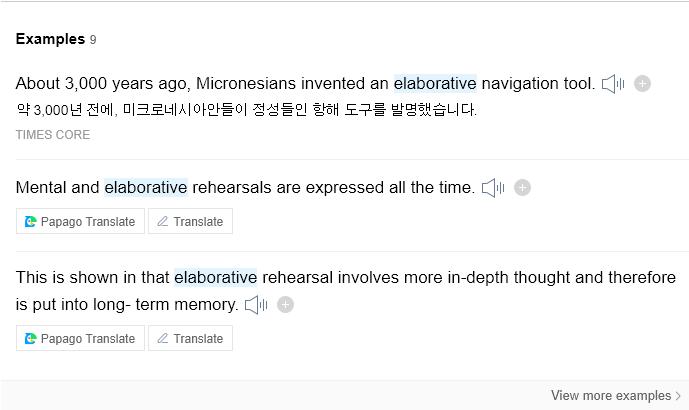 Examples 9
About 3,000 years ago, Micronesians invented an elaborative navigation tool.
약 3,000년 전에, 미크로네시아안들이 정성들인 항해 도구를 발명했습니다.
TIMES CORE
Mental and elaborative rehearsals are expressed all the time.
Papago Translate Translate
This is shown in that elaborative rehearsal involves more in-depth thought and therefore
is put into long- term memory.
Papago Translate Translate
View more examples